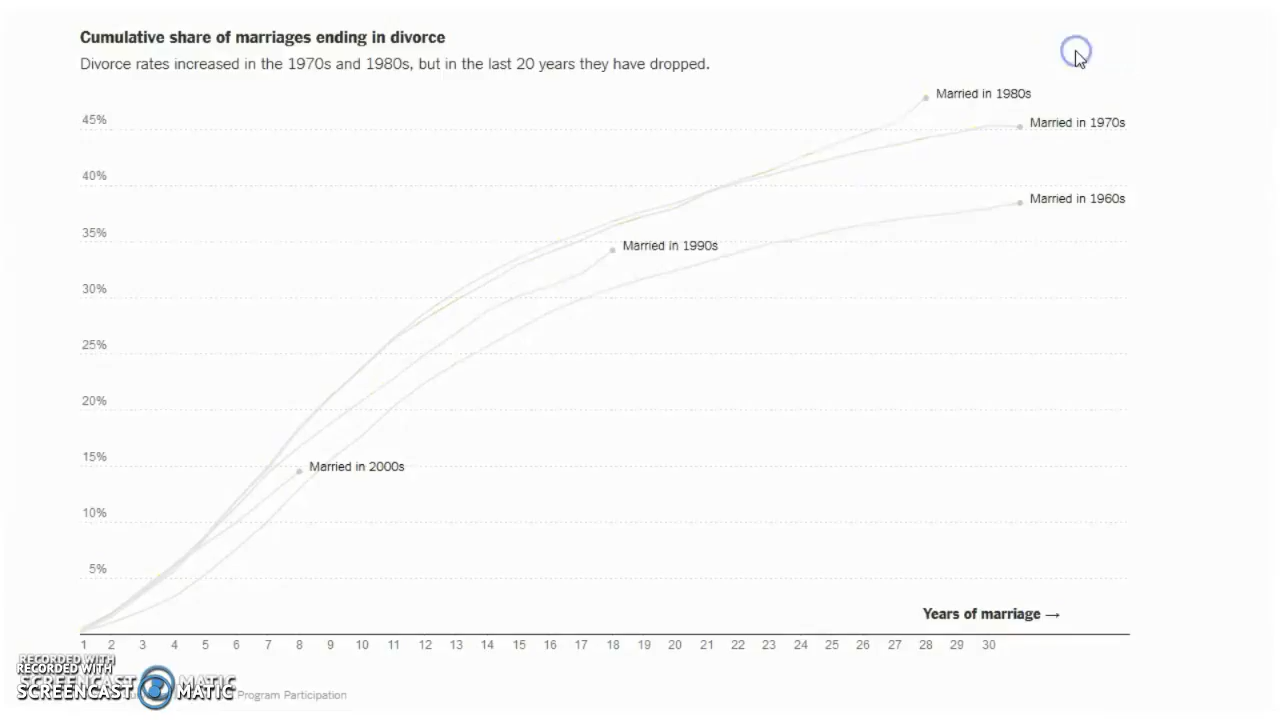 Cumulative share of marriages ending in divorce
Divorce rates increased in the 1970s and 1980s, but in the last 20 years they have dropped.
Married in 1980s
45%
Married in 1970s
40%
Married in 1960s
35%
Married in 1990s
30%
25%
20%
15%
Married in 2000s
10%
5%
Years of marriage →
1 2 3 4 5 6 7 8 9 10 11 12 13 14 15 16 17 18 19 20 21 22 23 24 25 26 27 28 29 30
RECORDED WITH
RECORDED WITH
SCREENCAST MATIC
SCREENCAST MATIC
Program Participation